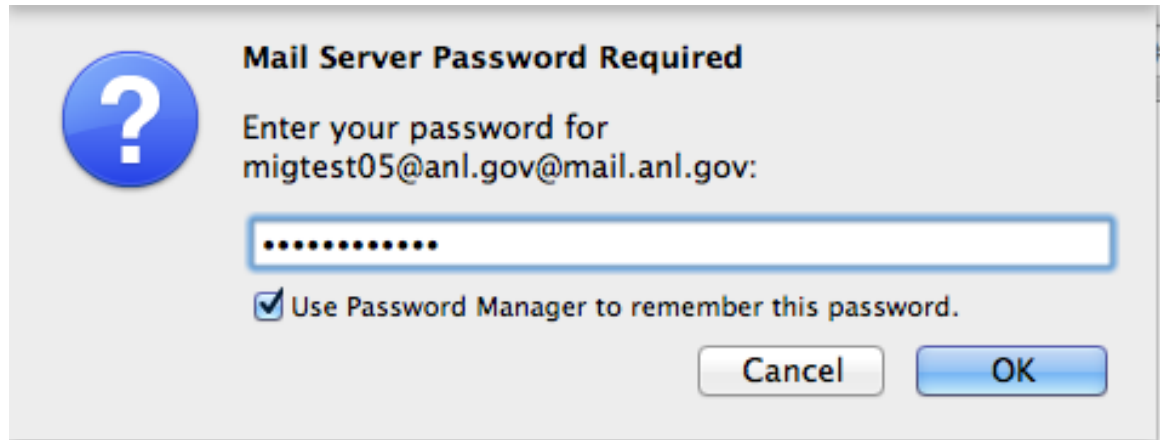 Mail Server Password Required
Enter your password for
migtest05@anl.gov@mail.anl.gov:
••••••••••••
Use Password Manager to remember this password.
Cancel OK